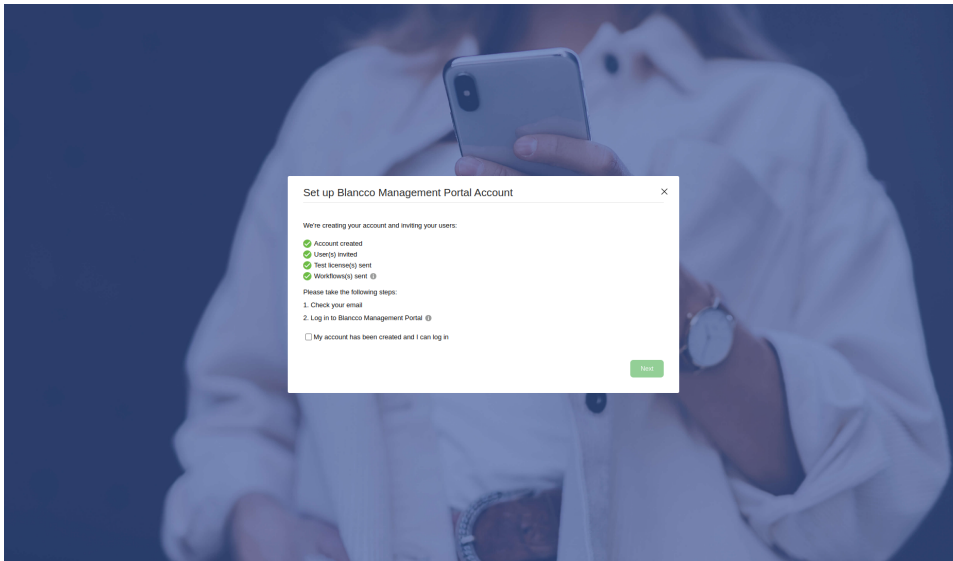 Set up Blancco Management Portal Account
We're creating your account and inviting your users:
Account created
User(s) invited
Test license(s) sent
Workflows(s) sent
Please take the following steps:
1. Check your email
2. Log in to Blancco Management Portal
My account has been created and I can log in
Next